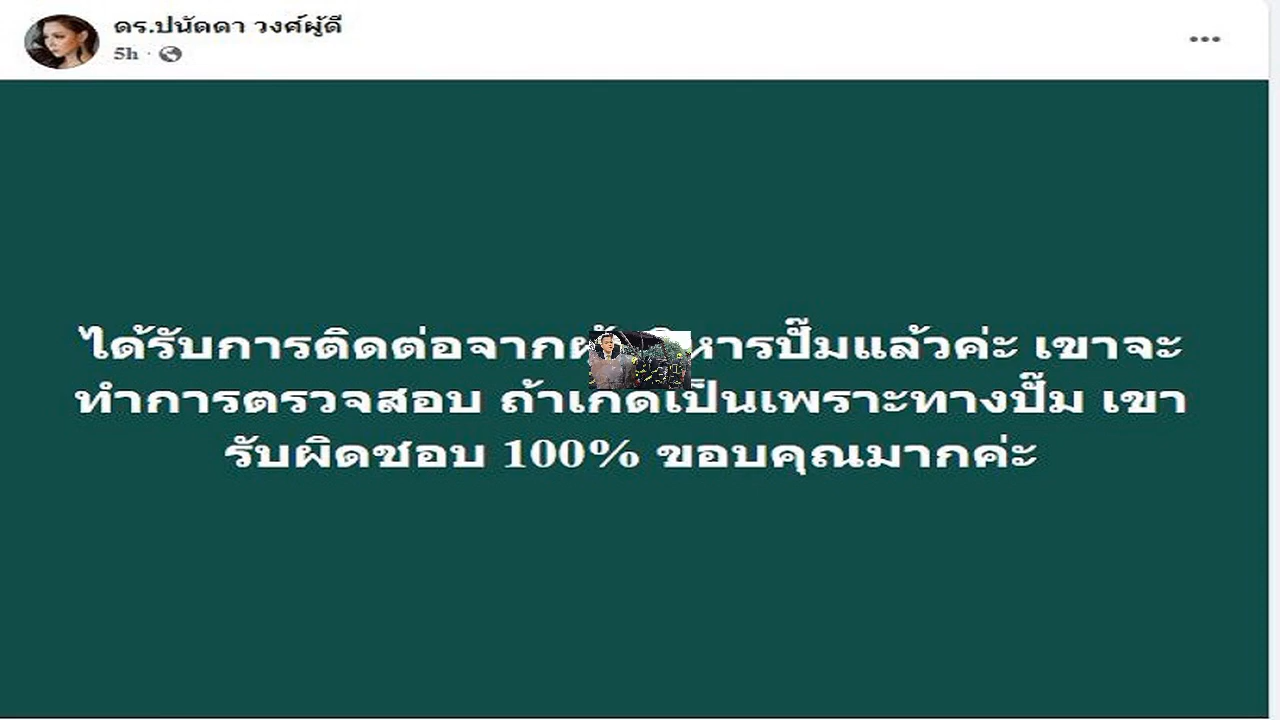 ดร.ปนัดดา วงศ์ผู้ดี
5h ·
ได้รับการติดต่อจาก ปั๊มแล้วค่ะ เขาจะ
ทำการตรวจสอบ ถ้าเกิดเป็นเพราะทางปั๊ม เขา
รับผิดชอบ 100% ขอบคุณมากค่ะ